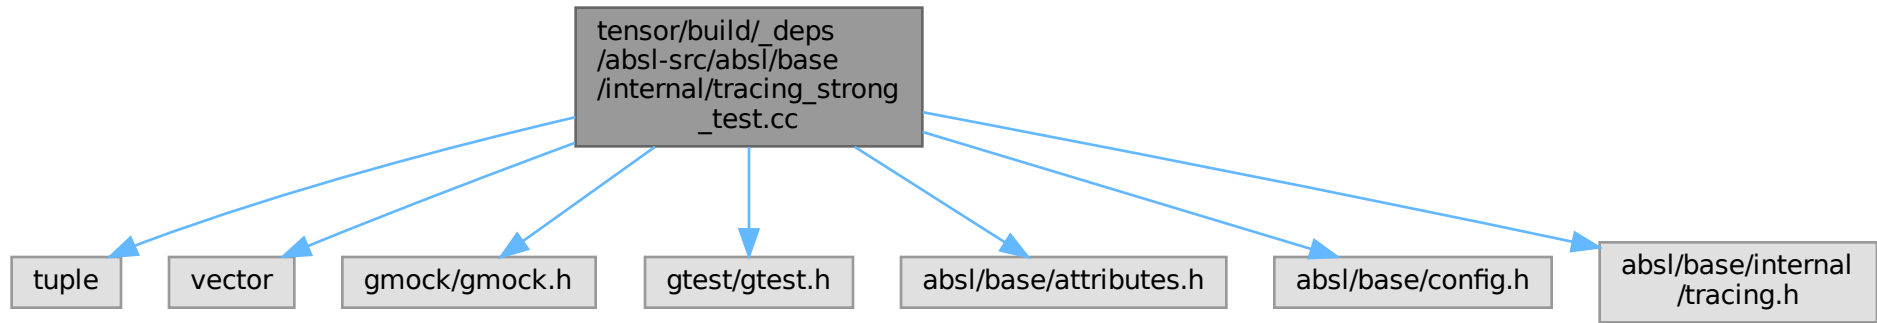 tensor/build/_deps
/absl-src/absl/base
/internal/tracing_strong
_test.cc
tuple
vector
gmock/gmock.h
gtest/gtest.h
absl/base/attributes.h
absl/base/config.h
absl/base/internal
/tracing.h